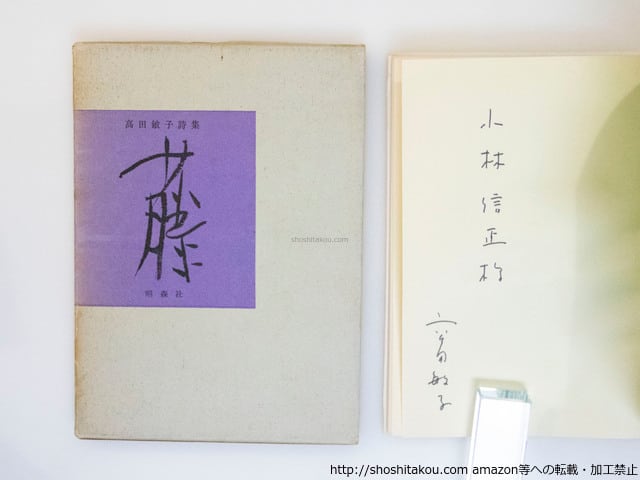 高田敏子詩集
藤
昭森社
shoshitakou.com
小林信正様
高田敏子
http://shoshitakou.com amazon等への転載・加工禁止